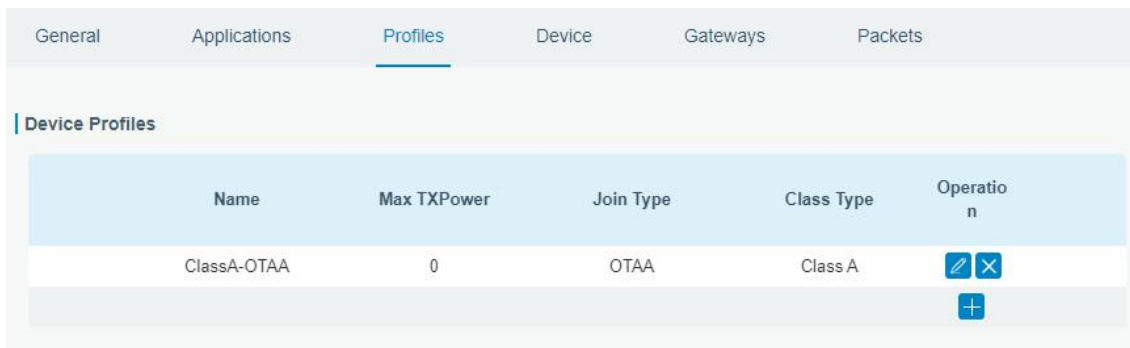 General Applications Profiles Device Gateways Packets
Device Profiles
Name Max TXPower Join Type Class Type Operatio
n
ClassA-OTAA 0 OTAA Class A